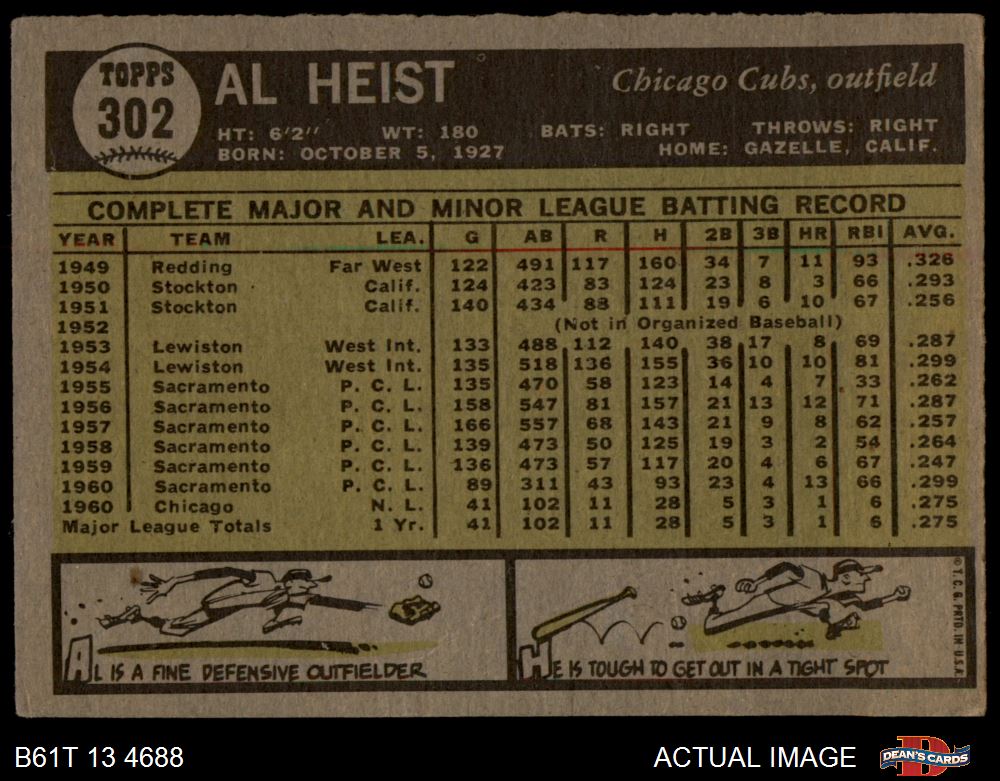 TOPPS
302
AL HEIST
Chicago Cubs, outfield
HT: 6'2" WT: 180 BATS: RIGHT THROWS: RIGHT
BORN: OCTOBER 5, 1927 HOME: GAZELLE, CALIF.
COMPLETE MAJOR AND MINOR LEAGUE BATTING RECORD
YEAR TEAM LEA. G AB R H 2B 3B HR RBI AVG.
1949 Redding Far West 122 491 117 160 34 7 11 93 .326
1950 Stockton Calif. 124 423 83 124 23 8 3 66 .293
1951 Stockton Calif. 140 434 88 111 19 6 10 67 .256
1952 (Not in Organized Baseball)
1953 Lewiston West Int. 133 488 112 140 38 17 8 69 .287
1954 Lewiston West Int. 135 518 136 155 36 10 10 81 .299
1955 Sacramento P. C. L. 135 470 58 123 14 4 7 33 .262
1956 Sacramento P. C. L. 158 547 81 157 21 13 12 71 .287
1957 Sacramento P. C. L. 166 557 68 143 21 9 8 62 .257
1958 Sacramento P. C. L. 139 473 50 125 19 3 2 54 .264
1959 Sacramento P. C. L. 136 473 57 117 20 4 6 67 .247
1960 Sacramento P. C. L. 89 311 43 93 23 4 13 66 .299
1960 Chicago N. L. 41 102 11 28 5 3 1 6 .275
Major League Totals 1 Yr. 41 102 11 28 5 3 1 6 .275
AL IS A FINE DEFENSIVE OUTFIELDER
HE IS TOUGH TO GET OUT IN A TIGHT SPOT
© T. C. G. PRTD. IN U.S.A.
B61T 13 4688
ACTUAL IMAGE
DEAN'S CARDS